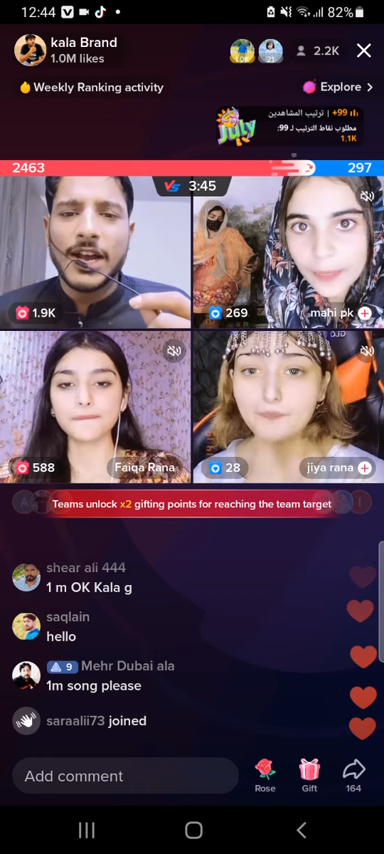 12:44
82%
kala Brand
1.0M likes
2.2K
Weekly Ranking activity
Explore
July
ترتيب المشاهدين | +99
مطلوب نقاط الترتيب لـ 99:
1.1K
2463
297
VS 3:45
1.9K
269
mahi pk
588
Faiqa Rana
28
jiya rana
Teams unlock x2 gifting points for reaching the team target
shear ali 444
1 m OK Kala g
saqlain
hello
9 Mehr Dubai ala
1m song please
saraalii73 joined
Add comment
Rose
Gift
164